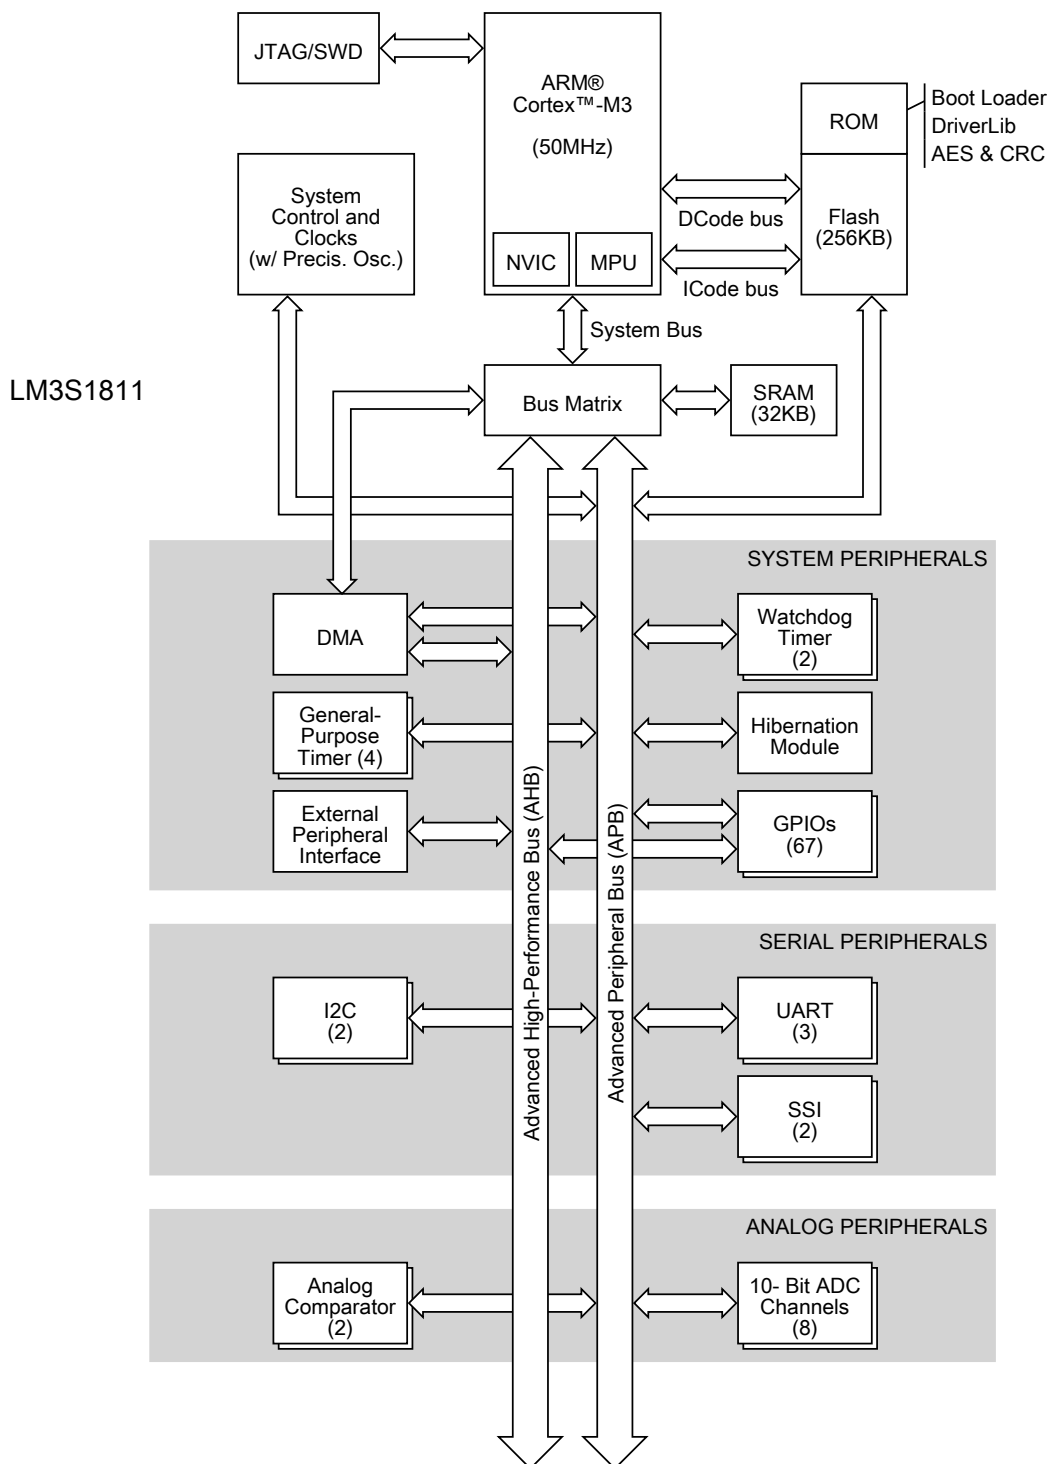 JTAG/SWD
ARM®
Cortex™-M3
(50MHz)
NVIC
MPU
ROM
Boot Loader
DriverLib
AES & CRC
System
Control and
Clocks
(w/ Precis. Osc.)
DCode bus
ICode bus
Flash
(256KB)
System Bus
LM3S1811
Bus Matrix
SRAM
(32KB)
SYSTEM PERIPHERALS
DMA
Watchdog
Timer
(2)
General-
Purpose
Timer (4)
Hibernation
Module
External
Peripheral
Interface
GPIOs
(67)
Advanced High-Performance Bus (AHB)
Advanced Peripheral Bus (APB)
SERIAL PERIPHERALS
I2C
(2)
UART
(3)
SSI
(2)
ANALOG PERIPHERALS
Analog
Comparator
(2)
10- Bit ADC
Channels
(8)